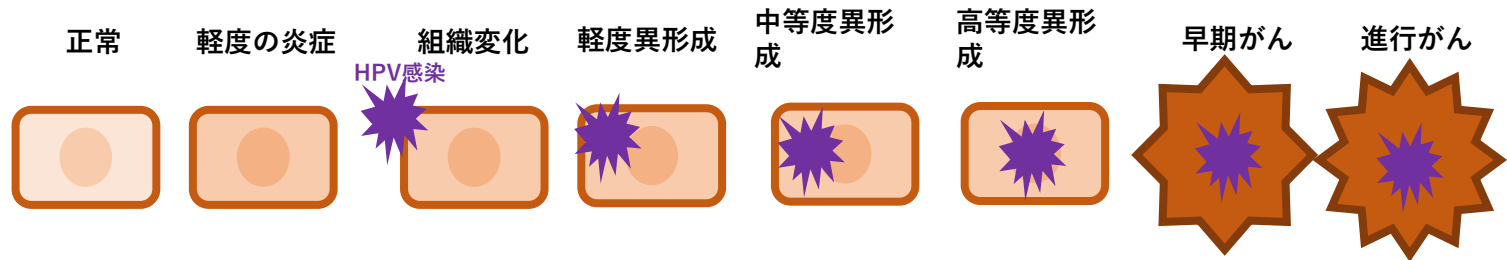 正常
軽度の炎症
組織変化
HPV感染
軽度異形成
中等度異形
成
高等度異形
成
早期がん
進行がん